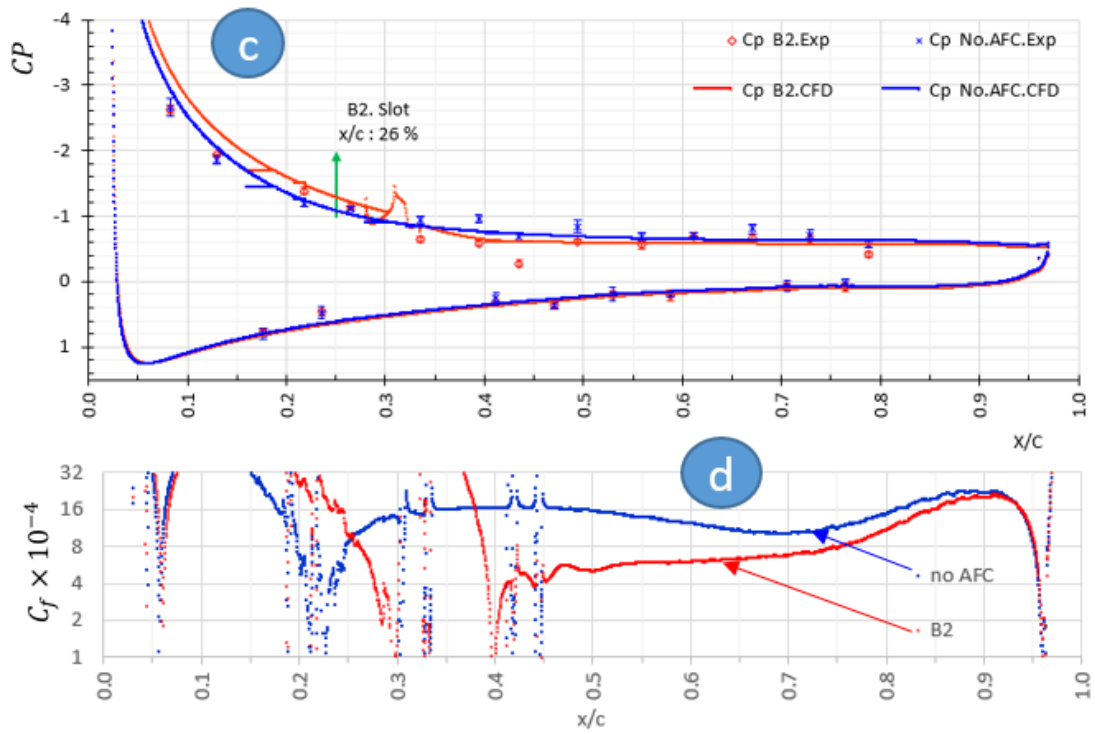 -4
c
Cp B2.Exp
Cp No.AFC.Exp
CP
-3
Cp B2.CFD
Cp No.AFC.CFD
B2. Slot
x/c : 26 %
-2
-1
0
1
0.0 0.1 0.2 0.3 0.4 0.5 0.6 0.7 0.8 0.9 1.0
x/c
d
32
16
8
4
2
1
C_f × 10⁻⁴
no AFC
B2
0.0 0.1 0.2 0.3 0.4 0.5 0.6 0.7 0.8 0.9 1.0
x/c